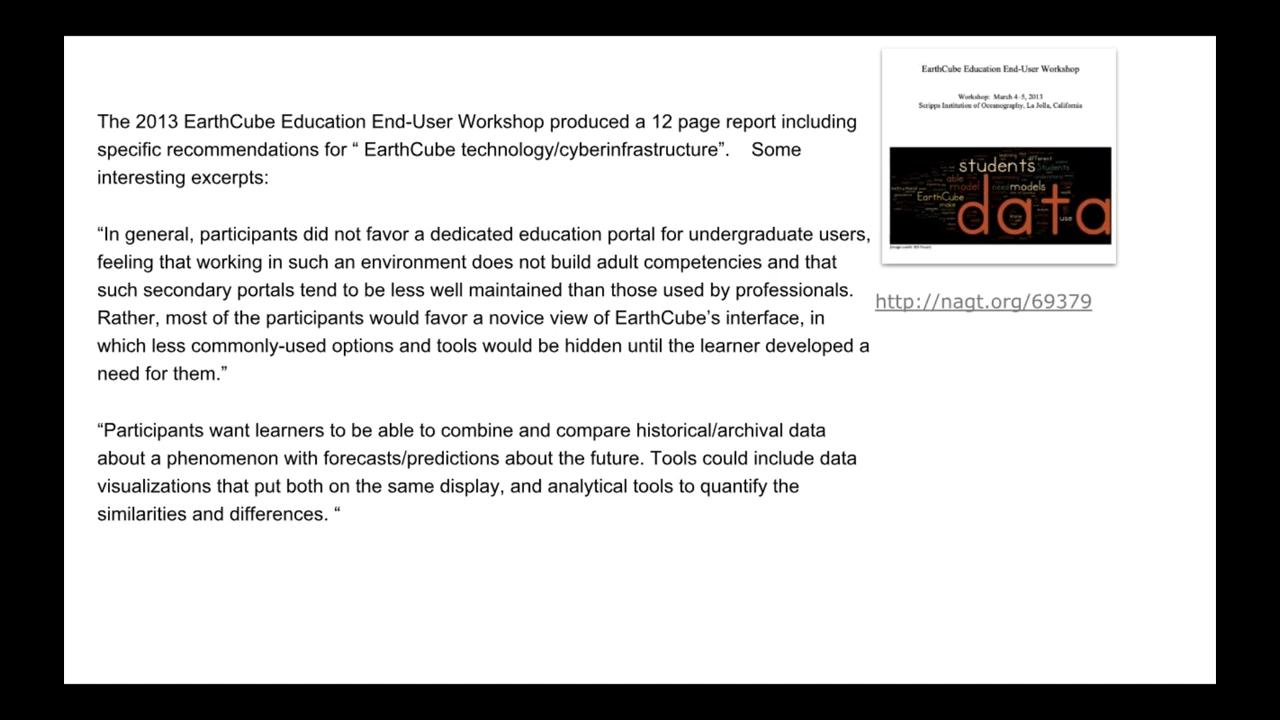 The 2013 EarthCube Education End-User Workshop produced a 12 page report including
specific recommendations for “ EarthCube technology/cyberinfrastructure”.    Some
interesting excerpts:
“In general, participants did not favor a dedicated education portal for undergraduate users,
feeling that working in such an environment does not build adult competencies and that
such secondary portals tend to be less well maintained than those used by professionals.
Rather, most of the participants would favor a novice view of EarthCube’s interface, in
which less commonly-used options and tools would be hidden until the learner developed a
need for them.”
“Participants want learners to be able to combine and compare historical/archival data
about a phenomenon with forecasts/predictions about the future. Tools could include data
visualizations that put both on the same display, and analytical tools to quantify the
similarities and differences. “
EarthCube Education End-User Workshop
Workshop: March 4-5, 2013
Scripps Institution of Oceanography, La Jolla, California
learning
different
students
Students
able
model
need
models
EarthCube
make
data
use
http://nagt.org/69379